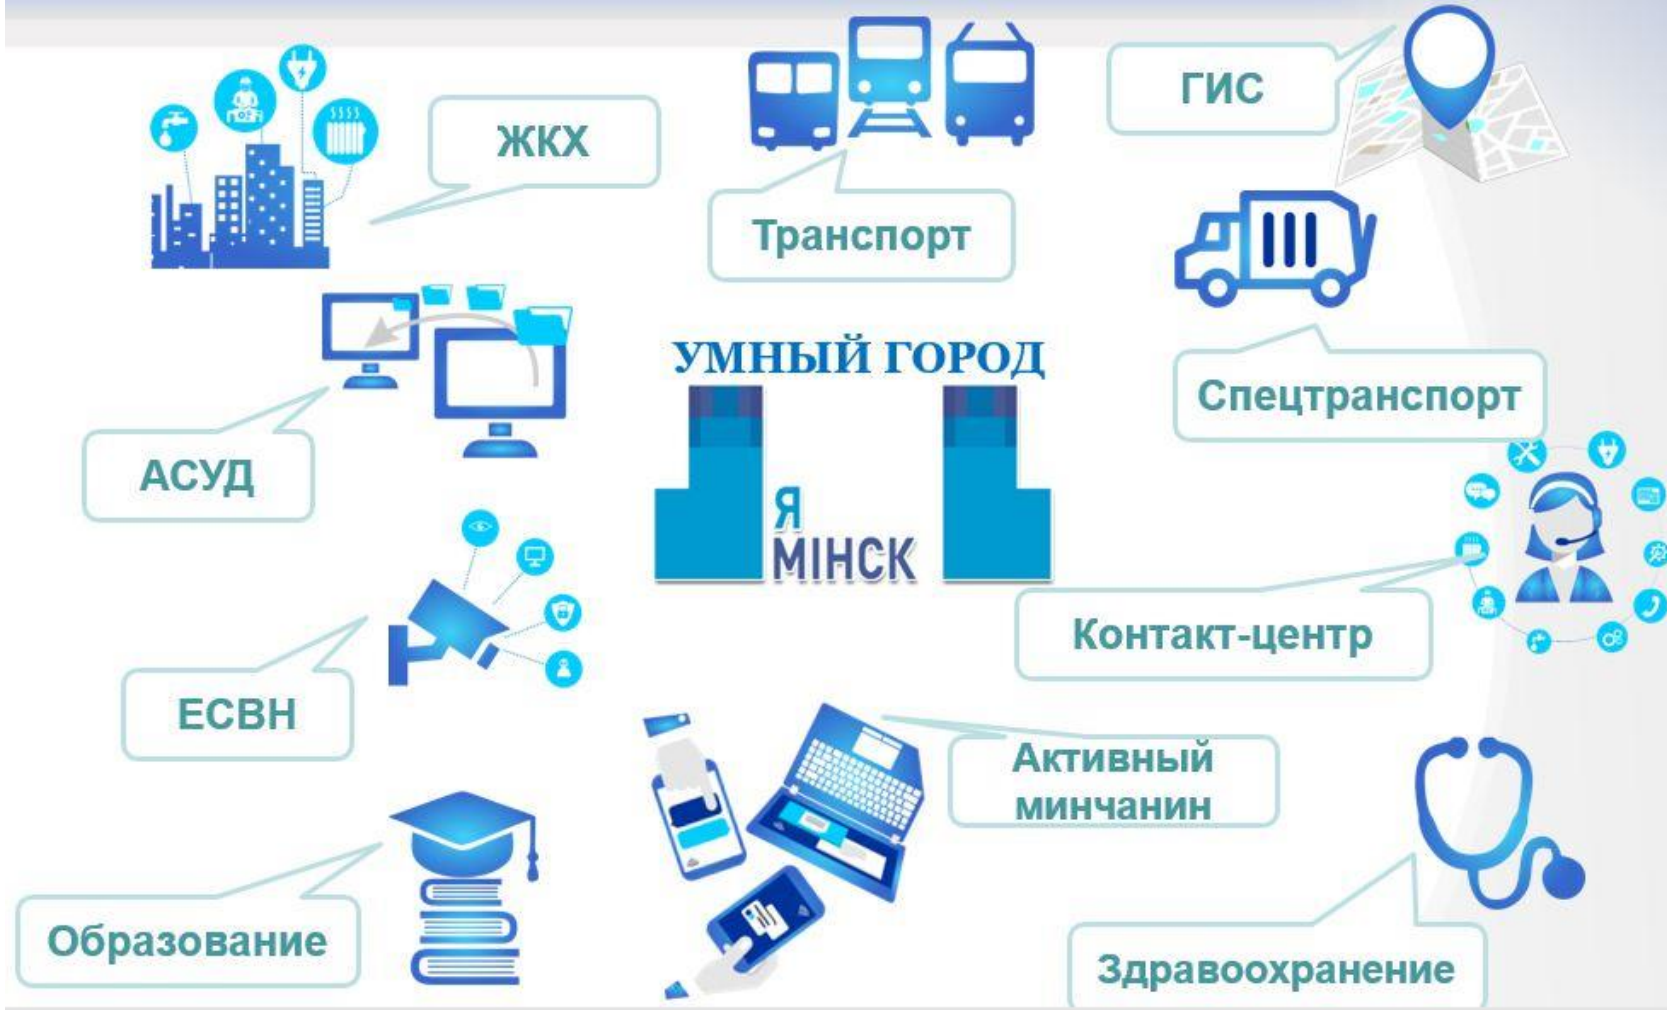 ЖКХ
Транспорт
ГИС
Спецтранспорт
АСУД
УМНЫЙ ГОРОД
Я
МІНСК
ЕСВН
Контакт-центр
Активный
минчанин
Образование
Здравоохранение